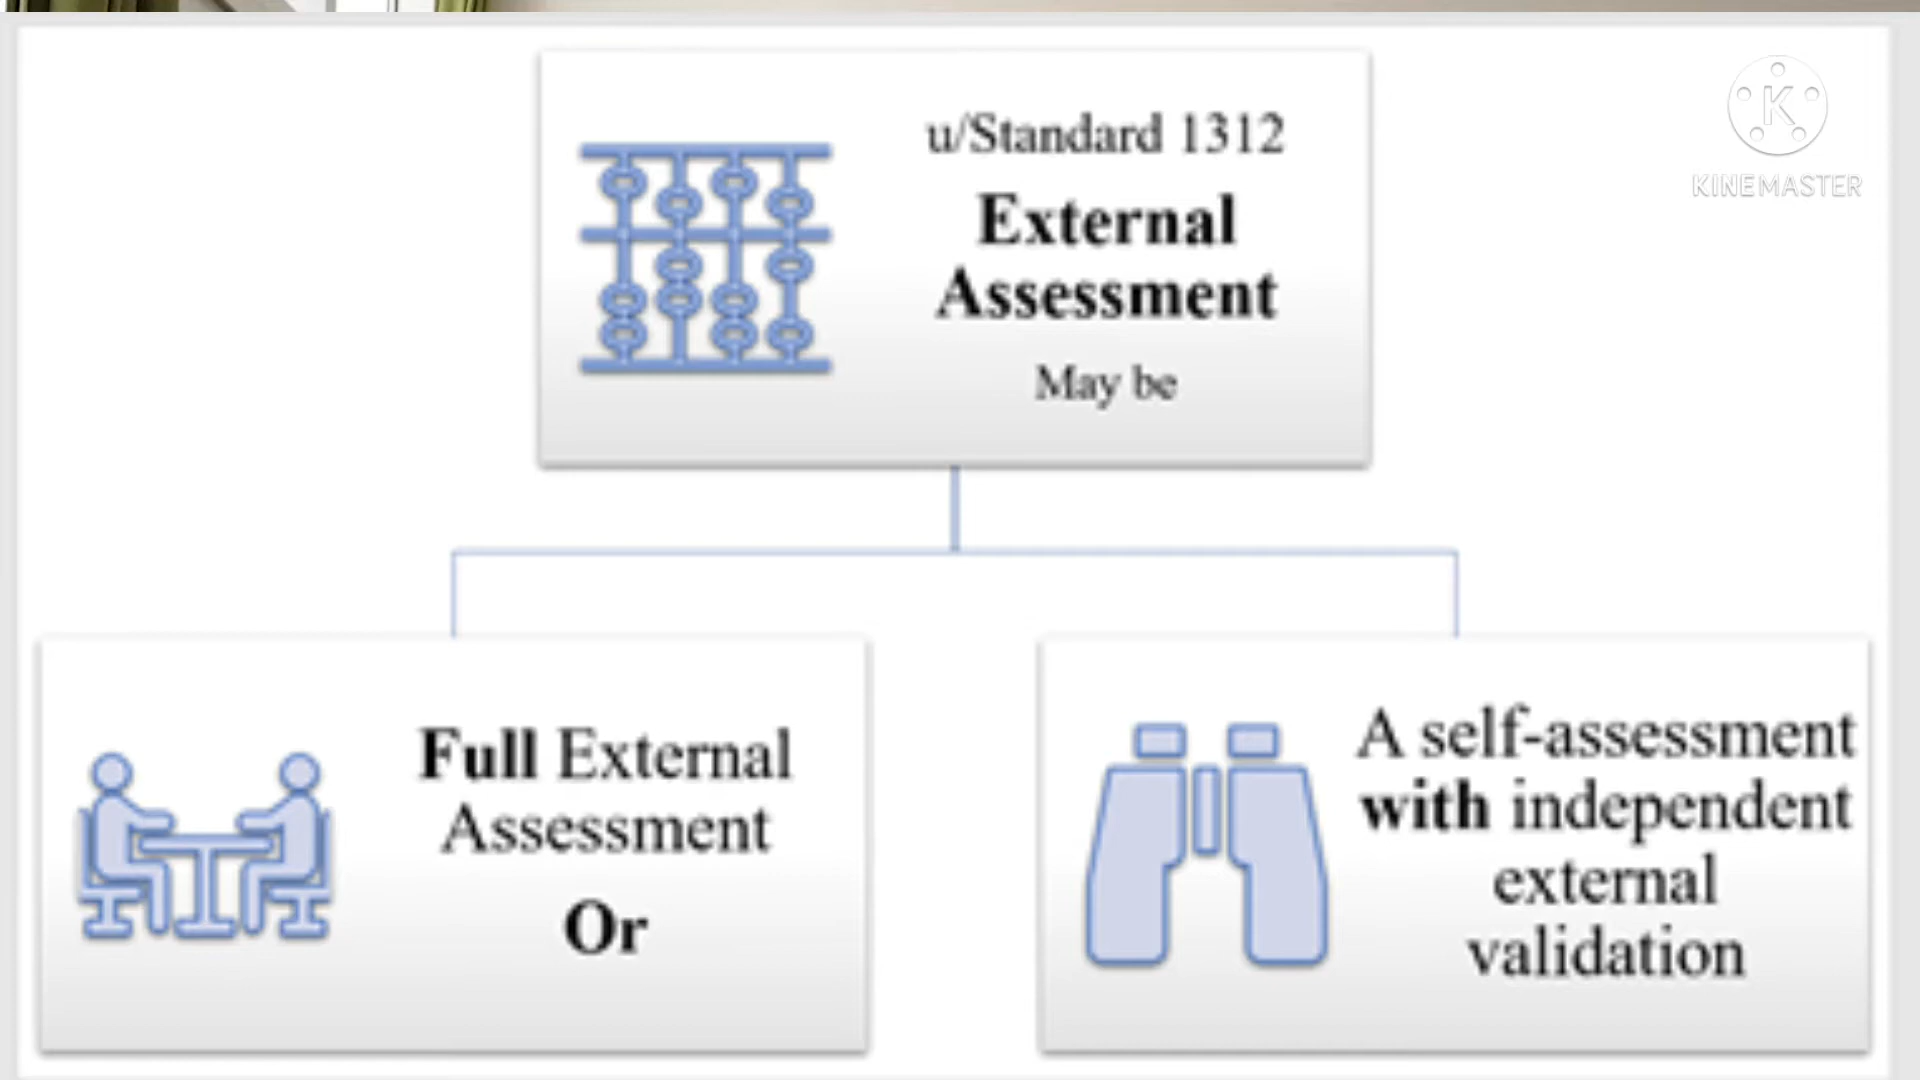 u/Standard 1312
External
Assessment
May be
K
KINEMASTER
Full External
Assessment
Or
A self-assessment
with independent
external
validation